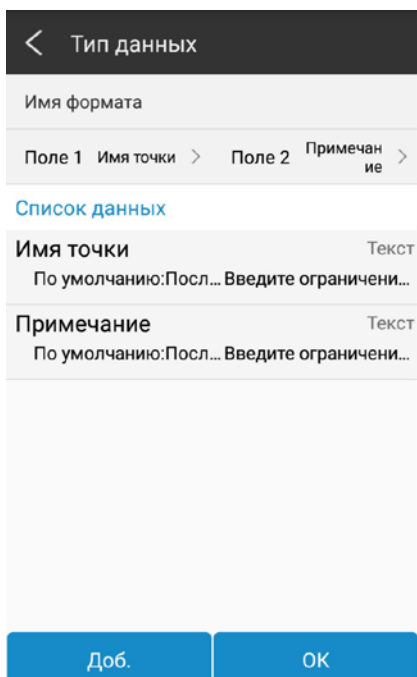 Тип данных
Имя формата
Поле 1 Имя точки > Поле 2 Примечан
ие >
Список данных
Имя точки Текст
По умолчанию:Посл... Введите ограничени...
Примечание Текст
По умолчанию:Посл... Введите ограничени...
Доб. OK